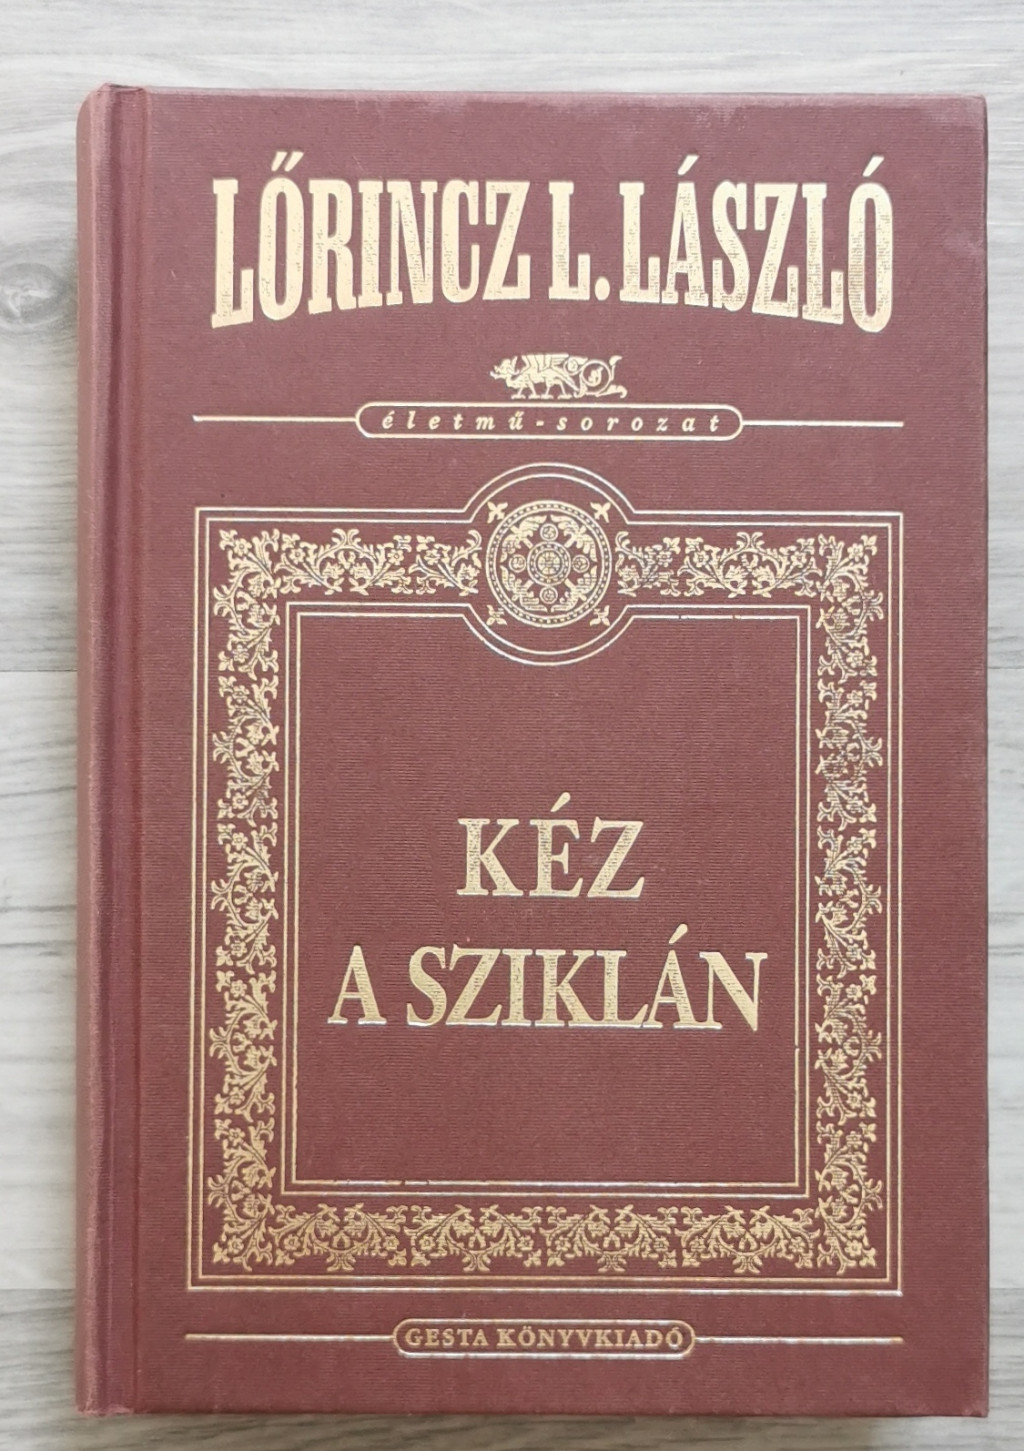 LŐRINCZ L. LÁSZLÓ
életmű-sorozat
KÉZ
A SZIKLÁN
GESTA KÖNYVKIADÓ